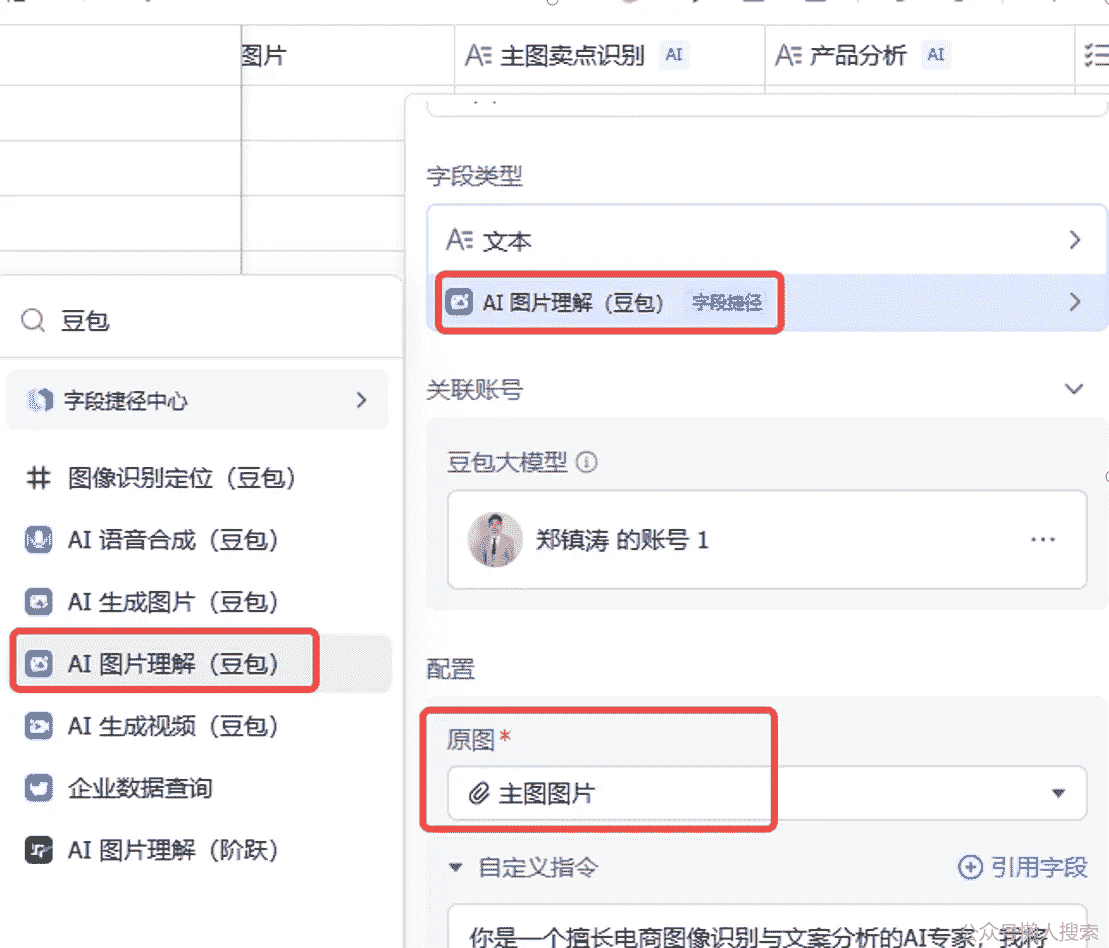 图片
主图卖点识别 AI
产品分析 AI
字段类型
文本
AI 图片理解（豆包） 字段捷径
关联账号
豆包大模型
郑镇涛 的账号 1
配置
原图*
主图图片
自定义指令
引用字段
你是一个擅长电商图像识别与文案分析的AI专家，我将
豆包
字段捷径中心
图像识别定位（豆包）
AI 语音合成（豆包）
AI 生成图片（豆包）
AI 图片理解（豆包）
AI 生成视频（豆包）
企业数据查询
AI 图片理解（阶跃）
公众号懒人搜索